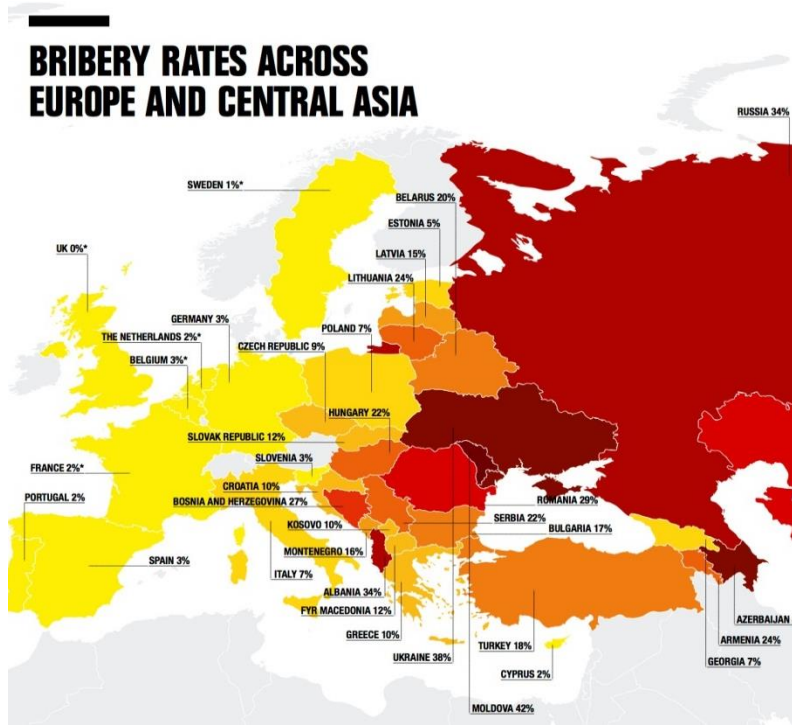 BRIBERY RATES ACROSS
EUROPE AND CENTRAL ASIA
RUSSIA 34%
SWEDEN 1%*
BELARUS 20%
ESTONIA 5%
UK 0%*
LATVIA 15%
LITHUANIA 24%
GERMANY 3%
POLAND 7%
THE NETHERLANDS 2%*
CZECH REPUBLIC 9%
BELGIUM 3%*
HUNGARY 22%
SLOVAK REPUBLIC 12%
SLOVENIA 3%
FRANCE 2%*
CROATIA 10%
PORTUGAL 2%
BOSNIA AND HERZEGOVINA 27%
ROMANIA 29%
SERBIA 22%
KOSOVO 10%
BULGARIA 17%
MONTENEGRO 16%
SPAIN 3%
ITALY 7%
ALBANIA 34%
FYR MACEDONIA 12%
AZERBAIJAN
GREECE 10%
ARMENIA 24%
TURKEY 18%
UKRAINE 38%
GEORGIA 7%
CYPRUS 2%
MOLDOVA 42%